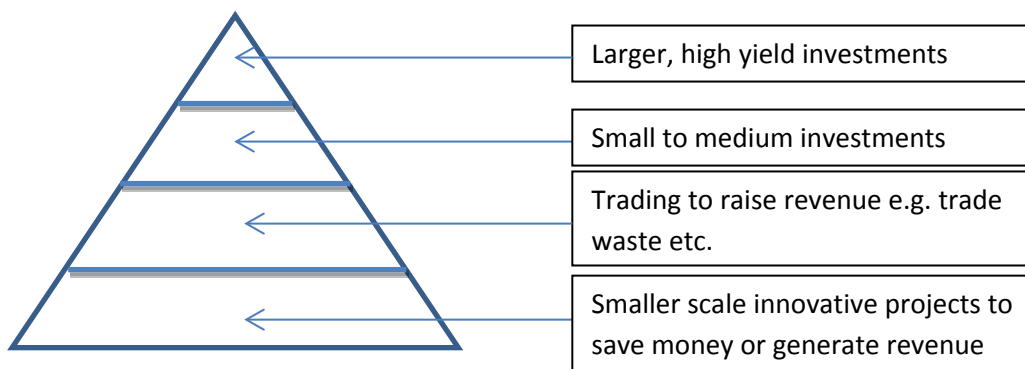 Larger, high yield investments
Small to medium investments
Trading to raise revenue e.g. trade
waste etc.
Smaller scale innovative projects to
save money or generate revenue